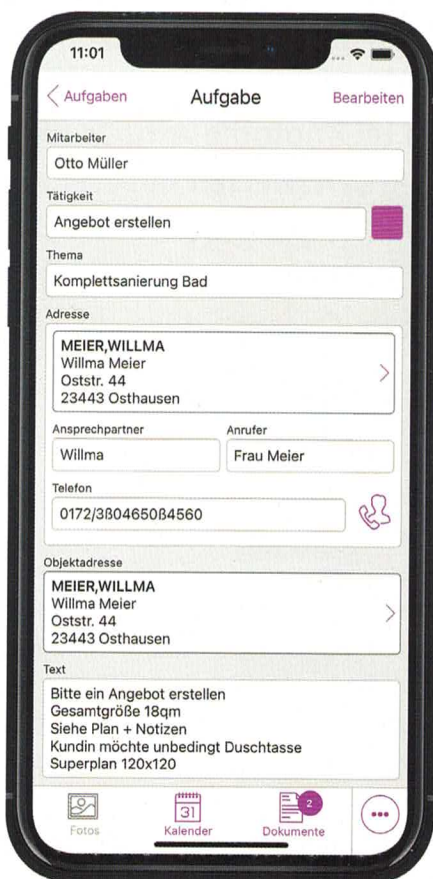 11:01
Aufgaben Aufgabe Bearbeiten
Mitarbeiter
Otto Müller
Tätigkeit
Angebot erstellen
Thema
Komplettsanierung Bad
Adresse
MEIER,WILLMA
Willma Meier
Oststr. 44
23443 Osthausen
Ansprechpartner Anrufer
Willma Frau Meier
Telefon
0172/3ß04650ß4560
Objektadresse
MEIER,WILLMA
Willma Meier
Oststr. 44
23443 Osthausen
Text
Bitte ein Angebot erstellen
Gesamtgröße 18qm
Siehe Plan + Notizen
Kundin möchte unbedingt Duschtasse
Superplan 120x120
31 2
Fotos Kalender Dokumente